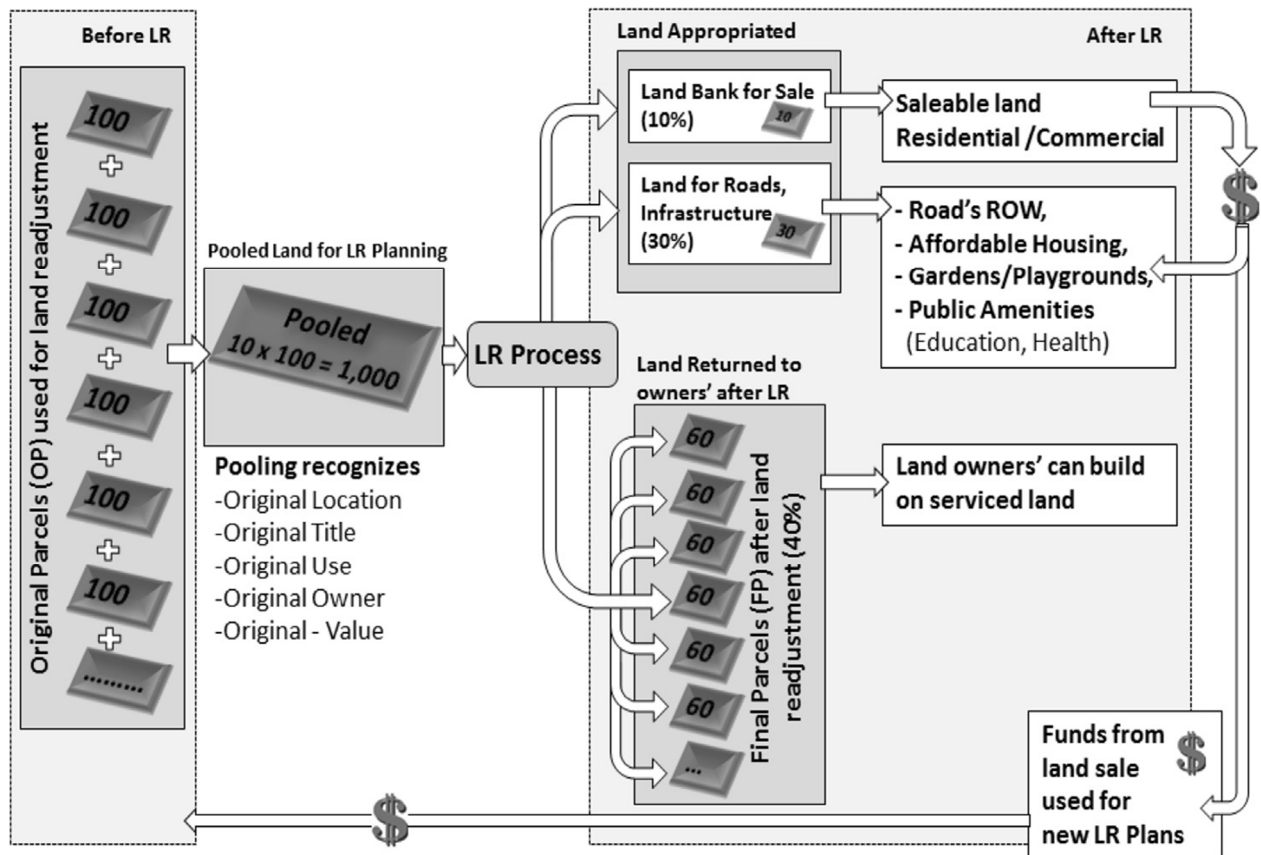 Before LR
Original Parcels (OP) used for land readjustment
100
100
100
100
100
100
.........
Pooled Land for LR Planning
Pooled
10 x 100 = 1,000
Pooling recognizes
-Original Location
-Original Title
-Original Use
-Original Owner
-Original - Value
LR Process
After LR
Land Appropriated
Land Bank for Sale
(10%)
10
Land for Roads,
Infrastructure
(30%)
30
Saleable land
Residential /Commercial
$
- Road's ROW,
- Affordable Housing,
- Gardens/Playgrounds,
- Public Amenities
(Education, Health)
Land Returned to
owners' after LR
60
60
60
60
60
60
...
Final Parcels (FP) after land
readjustment (40%)
Land owners' can build
on serviced land
Funds from
land sale
used for
new LR Plans
$
$